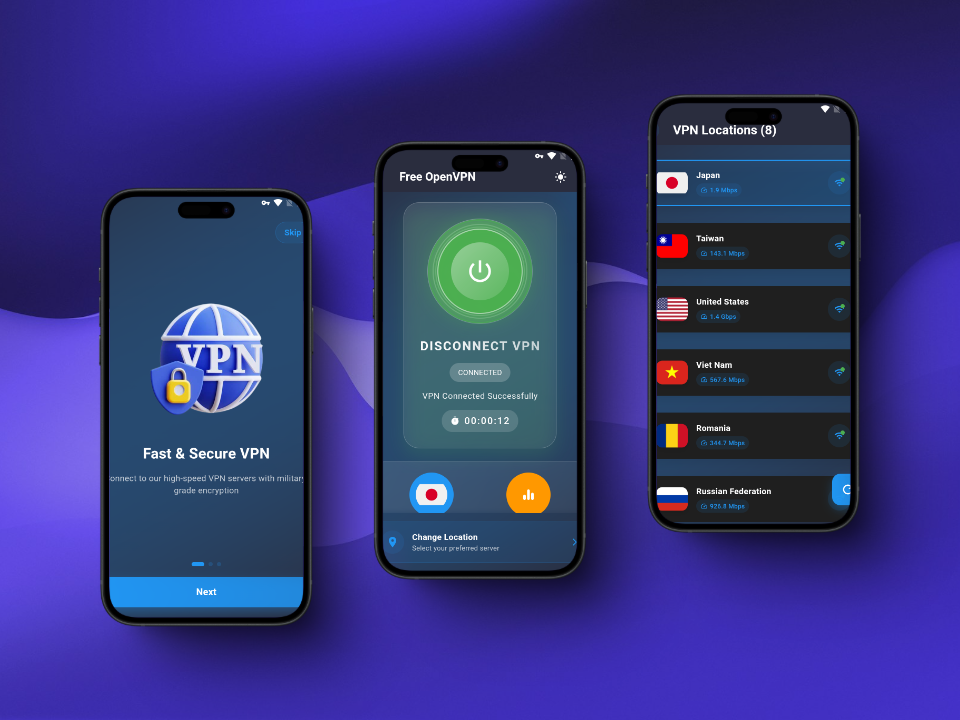 Skip
VPN
Fast & Secure VPN
onnect to our high-speed VPN servers with military
grade encryption
Next
Free OpenVPN
DISCONNECT VPN
CONNECTED
VPN Connected Successfully
00:00:12
Change Location
Select your preferred server
VPN Locations (8)
Japan
1.9 Mbps
Taiwan
143.1 Mbps
United States
1.4 Gbps
Viet Nam
567.6 Mbps
Romania
344.7 Mbps
Russian Federation
926.8 Mbps